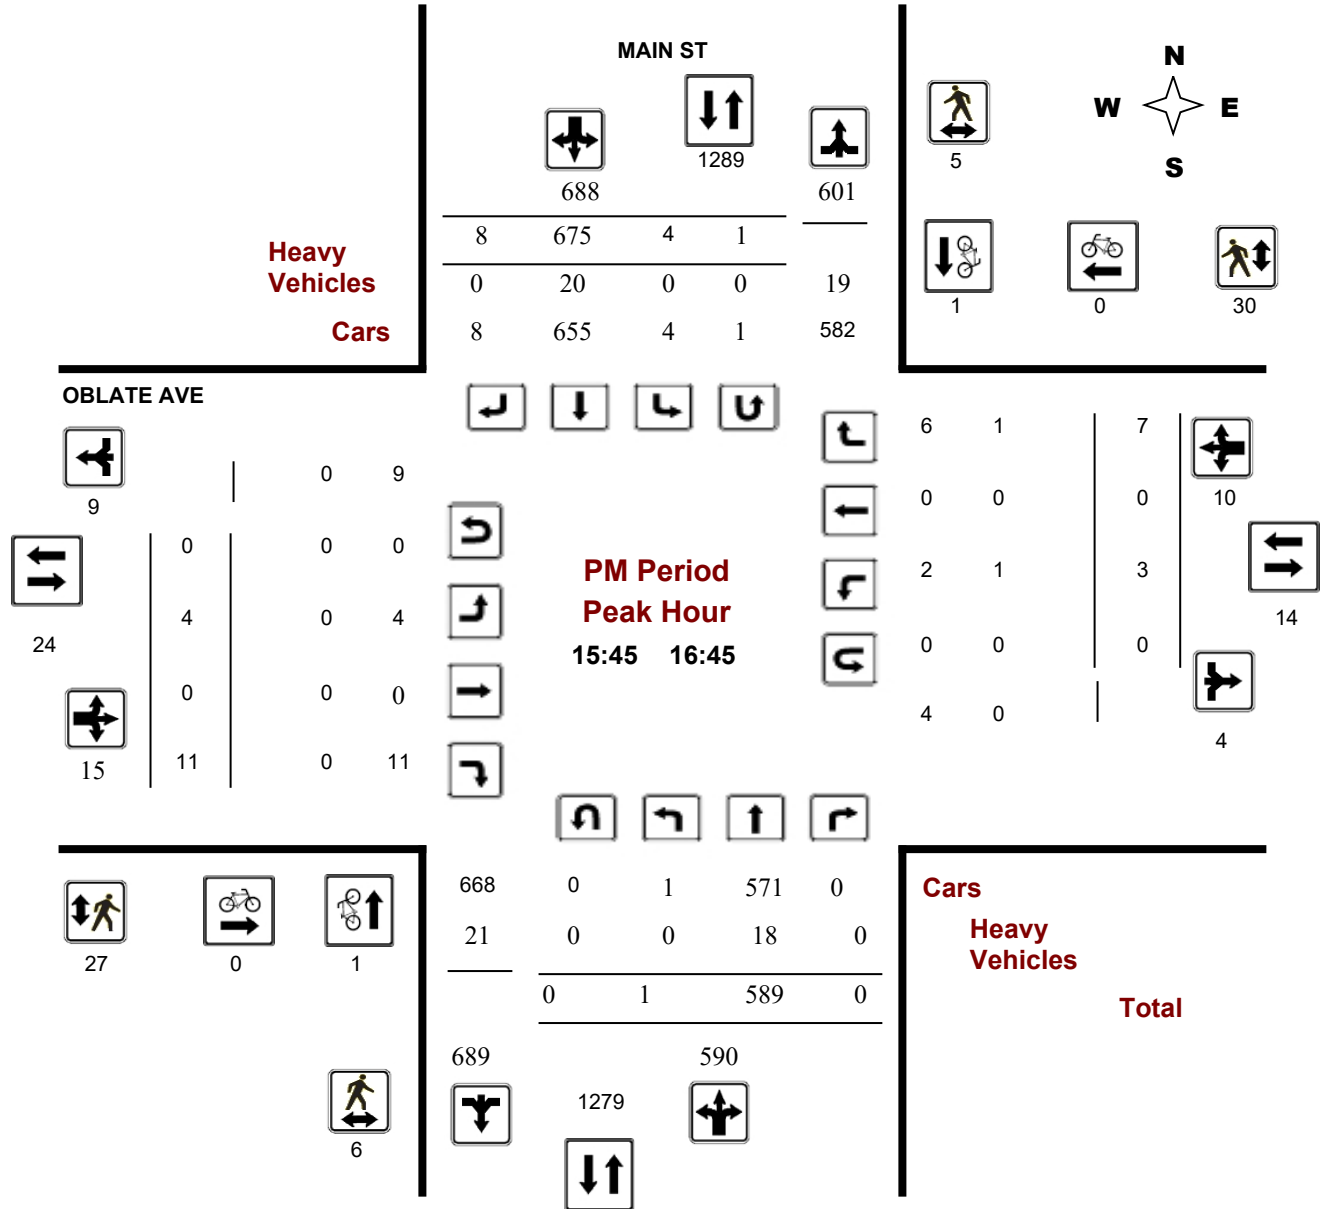 MAIN ST
N
W E
S
1289
5
688 601
8 675 4 1
Heavy
Vehicles
0 20 0 0 19
1 0 30
Cars
8 655 4 1 582
OBLATE AVE
6 1 7
0 9
9
0 0 0
10
0 0 0
PM Period
2 1 3
Peak Hour
4 0 4
14
24
15:45 16:45
0 0 0
0 0 0
4 0
4
15
11 0 11
668 0 1 571 0
Cars
21 0 0 18 0
Heavy
Vehicles
27 0 1
0 1 589 0
Total
689 590
1279
6